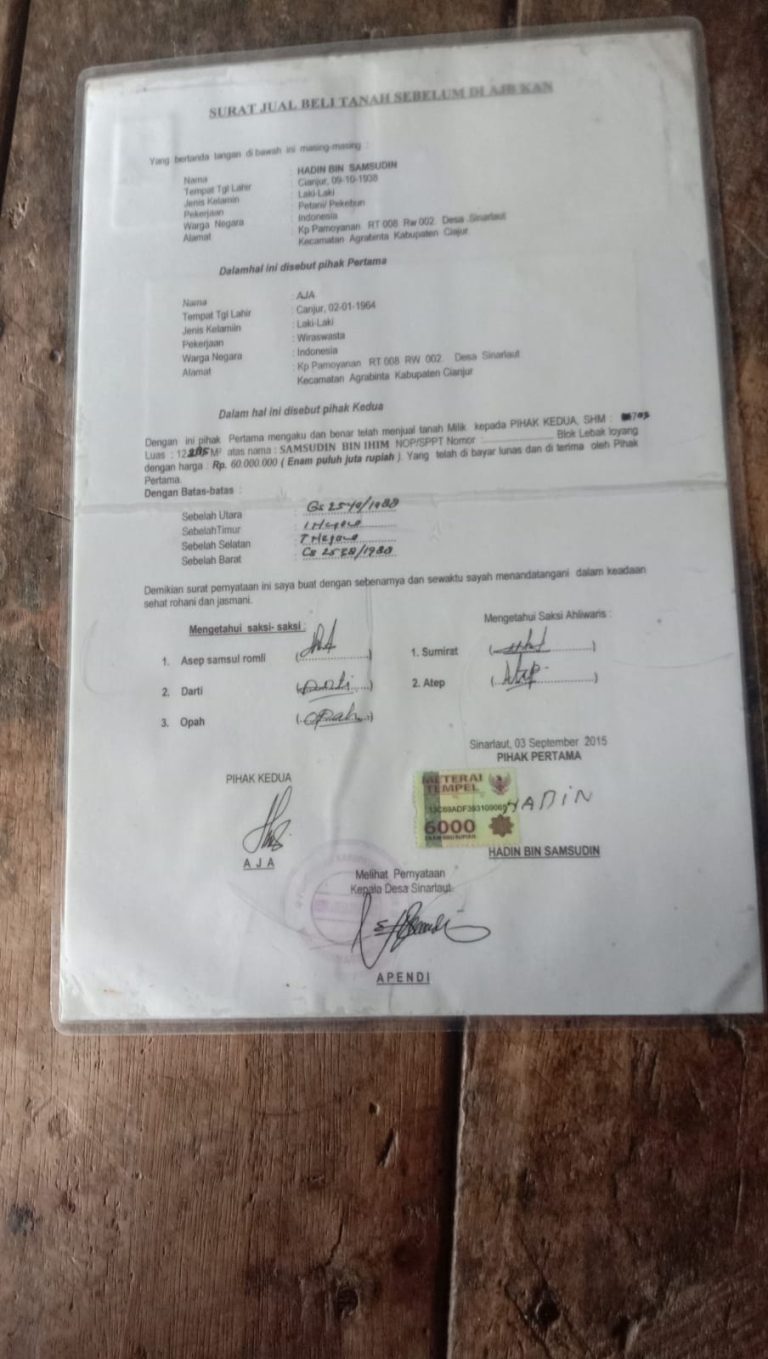 SURAT JUAL BELI TANAH SEBELUM DI AJB KAN
Yang bertanda tangan di bawah ini masing-masing :
Nama : HADIN BIN SAMSUDIN
Tempat Tgl Lahir : Cianjur, 09-10-1938
Jenis Kelamin : Laki-Laki
Pekerjaan : Petani/ Pekebun
Warga Negara : Indonesia
Alamat : Kp Pamoyanan RT 008 Rw 002. Desa Sinarlaut
Kecamatan Agrabinta Kabupaten Ciajur
Dalamhal ini disebut pihak Pertama
Nama : AJA
Tempat Tgl Lahir : Canjur, 02-01-1964
Jenis Kelamin : Laki-Laki
Pekerjaan : Wiraswasta
Warga Negara : Indonesia
Alamat : Kp Pamoyanan RT 008 RW 002. Desa Sinarlaut
Kecamatan Agrabinta Kabupaten Cianjur
Dalam hal ini disebut pihak Kedua
Dengan ini pihak Pertama mengaku dan benar telah menjual tanah Milik kepada PIHAK KEDUA, SHM :
Luas : M² atas nama : SAMSUDIN BIN IHIM NOP/SPPT Nomor : Blok Lebak loyang
dengan harga : Rp. 60.000.000 ( Enam puluh juta rupiah ). Yang telah di bayar lunas dan di terima oleh Pihak
Pertama.
Dengan Batas-batas :
Sebelah Utara : Gs 2540/1988
SebelahTimur :
Sebelah Selatan :
Sebelah Barat :
Demikian surat pernyataan ini saya buat dengan sebenarnya dan sewaktu sayah menandatangani dalam keadaan
sehat rohani dan jasmani.
Mengetahui saksi- saksi :
Mengetahui Saksi Ahliwaris :
1. Asep samsul romli
1. Sumirat
2. Darti (Darti)
2. Atep (Atep)
3. Opah (Opah)
Sinarlaut, 03 September 2015
PIHAK PERTAMA
PIHAK KEDUA
METERAI
TEMPEL
6000
HADIN
AJA
HADIN BIN SAMSUDIN
Melihat Pernyataan
Kepala Desa Sinarlaut
APENDI